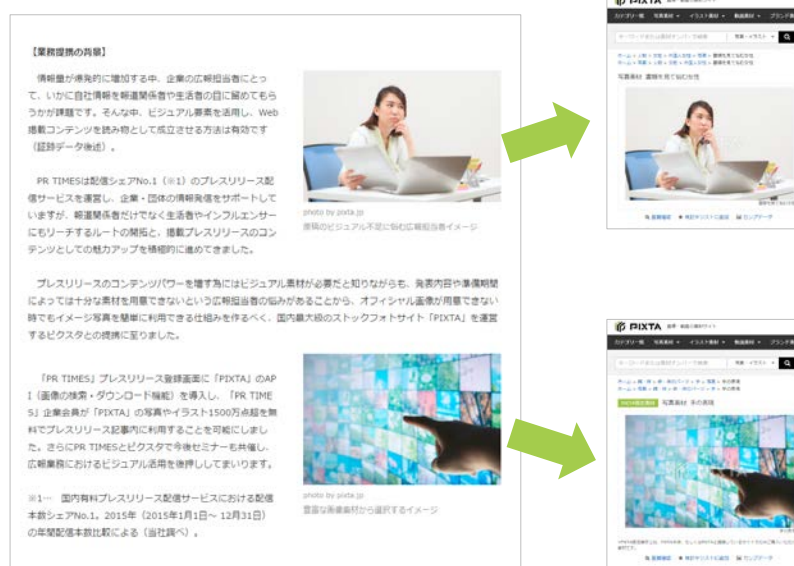 【業務提携の背景】
情報量が爆発的に増加する中、企業の広報担当者にとっ
て、いかに自社情報を報道関係者や生活者の目に留めてもら
うかが課題です。そんな中、ビジュアル要素を活用し、Web
掲載コンテンツを読み物として成立させる方法は有効です
（証跡データ後述）。
PR TIMESは配信シェアNo.1（※1）のプレスリリース配
信サービスを運営し、企業・団体の情報発信をサポートして
いますが、報道関係者だけでなく生活者やインフルエンサー
にもリーチするルートの開拓と、掲載プレスリリースのコン
テンツとしての魅力アップを積極的に進めてきました。
photo by pixta.jp
原稿のビジュアル不足に悩む広報担当者イメージ
プレスリリースのコンテンツパワーを増す為にはビジュアル素材が必要だと知りながらも、発表内容や準備期間
によっては十分な素材を用意できないという広報担当者の悩みがあることから、オフィシャル画像が用意できない
時でもイメージ写真を簡単に利用できる仕組みを作るべく、国内最大級のストックフォトサイト「PIXTA」を運営
するピクスタとの提携に至りました。
「PR TIMES」プレスリリース登録画面に「PIXTA」のAP
I（画像の検索・ダウンロード機能）を導入し、「PR TIME
S」企業会員が「PIXTA」の写真やイラスト1500万点超を無
料でプレスリリース記事内に利用することを可能にしまし
た。さらにPR TIMESとピクスタで今後セミナーも共催し、
広報業務におけるビジュアル活用を後押ししてまいります。
※1… 国内有料プレスリリース配信サービスにおける配信
本数シェアNo.1。2015年（2015年1月1日～ 12月31日）
の年間配信本数比較による（当社調べ）。
photo by pixta.jp
豊富な画像素材から選択するイメージ
PIXTA
写真素材 書類を見て悩む女性
PIXTA
写真素材 手の表現